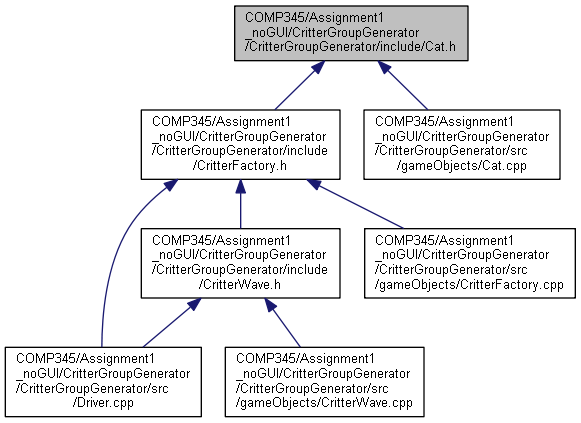 COMP345/Assignment1
_noGUI/CritterGroupGenerator
/CritterGroupGenerator/include/Cat.h
COMP345/Assignment1
_noGUI/CritterGroupGenerator
/CritterGroupGenerator/include
/CritterFactory.h
COMP345/Assignment1
_noGUI/CritterGroupGenerator
/CritterGroupGenerator/src
/gameObjects/Cat.cpp
COMP345/Assignment1
_noGUI/CritterGroupGenerator
/CritterGroupGenerator/include
/CritterWave.h
COMP345/Assignment1
_noGUI/CritterGroupGenerator
/CritterGroupGenerator/src
/gameObjects/CritterFactory.cpp
COMP345/Assignment1
_noGUI/CritterGroupGenerator
/CritterGroupGenerator/src
/Driver.cpp
COMP345/Assignment1
_noGUI/CritterGroupGenerator
/CritterGroupGenerator/src
/gameObjects/CritterWave.cpp